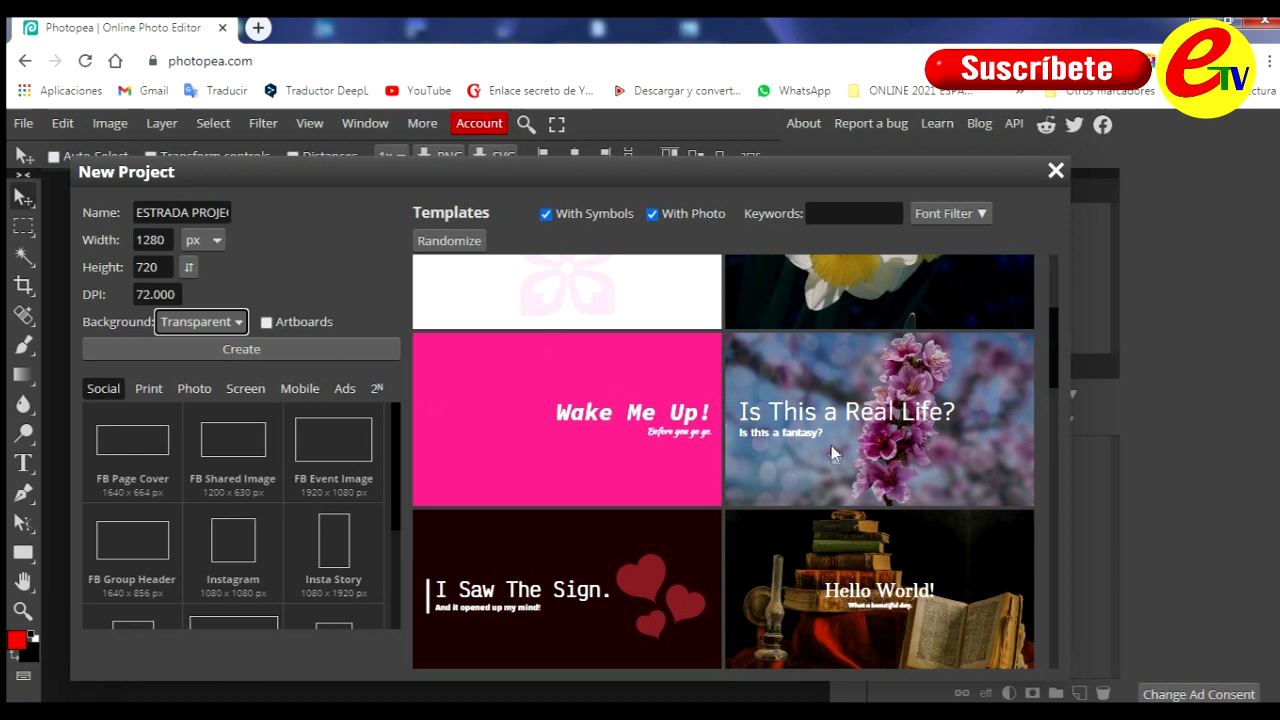 Photopea | Online Photo Editor
photopea.com
Suscríbete
e TV
Aplicaciones Gmail Traducir Traductor DeepL YouTube Enlace secreto de Y... Descargar y convert... WhatsApp ONLINE 2021 ESPA... Otros marcadores
File Edit Image Layer Select Filter View Window More Account About Report a bug Learn Blog API
Auto Select Transform controls Distances 1x PNG SVG
New Project
Name: ESTRADA PROJE
Templates With Symbols With Photo Keywords: Font Filter ▼
Width: 1280 px
Randomize
Height: 720
DPI: 72.000
Background: Transparent Artboards
Create
Social Print Photo Screen Mobile Ads 2ᴺ
FB Page Cover FB Shared Image FB Event Image
1640 x 664 px 1200 x 630 px 1920 x 1080 px
FB Group Header Instagram Insta Story
1640 x 856 px 1080 x 1080 px 1080 x 1920 px
Wake Me Up!
Before you go go.
Is This a Real Life?
Is this a fantasy?
I Saw The Sign.
And it opened up my mind!
Hello World!
What a beautiful day.
eff
Change Ad Consent